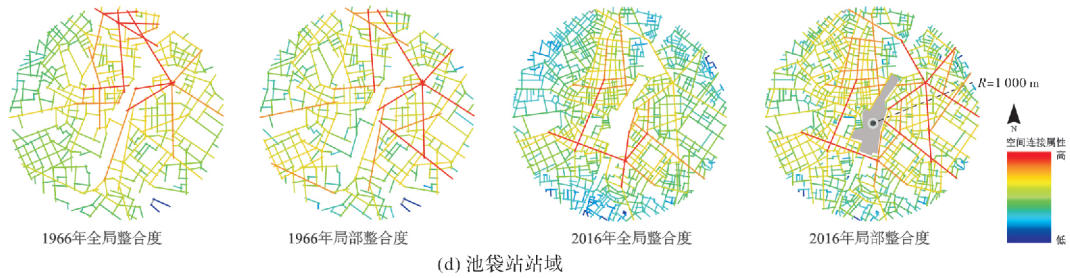 R=1 000 m
N
空间连接属性
高
低
1966年全局整合度
1966年局部整合度
2016年全局整合度
2016年局部整合度
(d) 池袋站站域